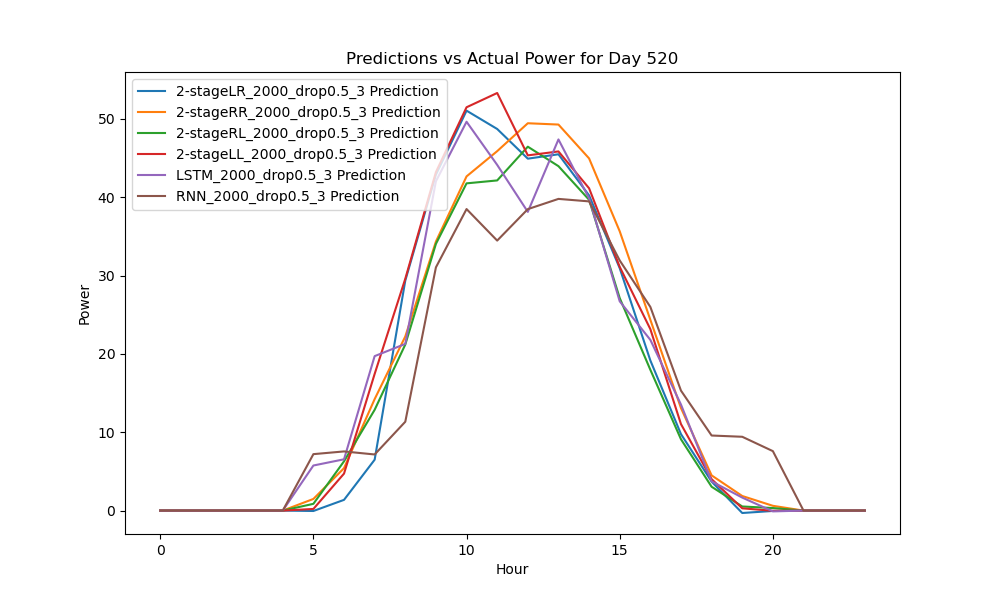 Predictions vs Actual Power for Day 520
2-stageLR_2000_drop0.5_3 Prediction
2-stageRR_2000_drop0.5_3 Prediction
2-stageRL_2000_drop0.5_3 Prediction
2-stageLL_2000_drop0.5_3 Prediction
LSTM_2000_drop0.5_3 Prediction
RNN_2000_drop0.5_3 Prediction
50
40
30
20
10
0
Power
0 5 10 15 20
Hour